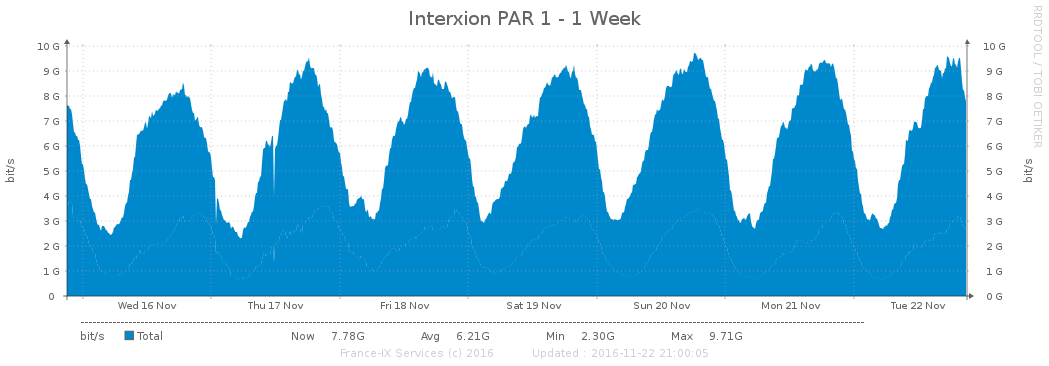 Interxion PAR 1 - 1 Week
RRDTOOL / TOBI OETIKER
bit/s
10 G 10 G
9 G 9 G
8 G 8 G
7 G 7 G
6 G 6 G
5 G 5 G
4 G 4 G
3 G 3 G
2 G 2 G
1 G 1 G
0 0 G
bit/s
Wed 16 Nov Thu 17 Nov Fri 18 Nov Sat 19 Nov Sun 20 Nov Mon 21 Nov Tue 22 Nov
bit/s Total Now 7.78G Avg 6.21G Min 2.30G Max 9.71G
France-IX Services (c) 2016 Updated : 2016-11-22 21:00:05